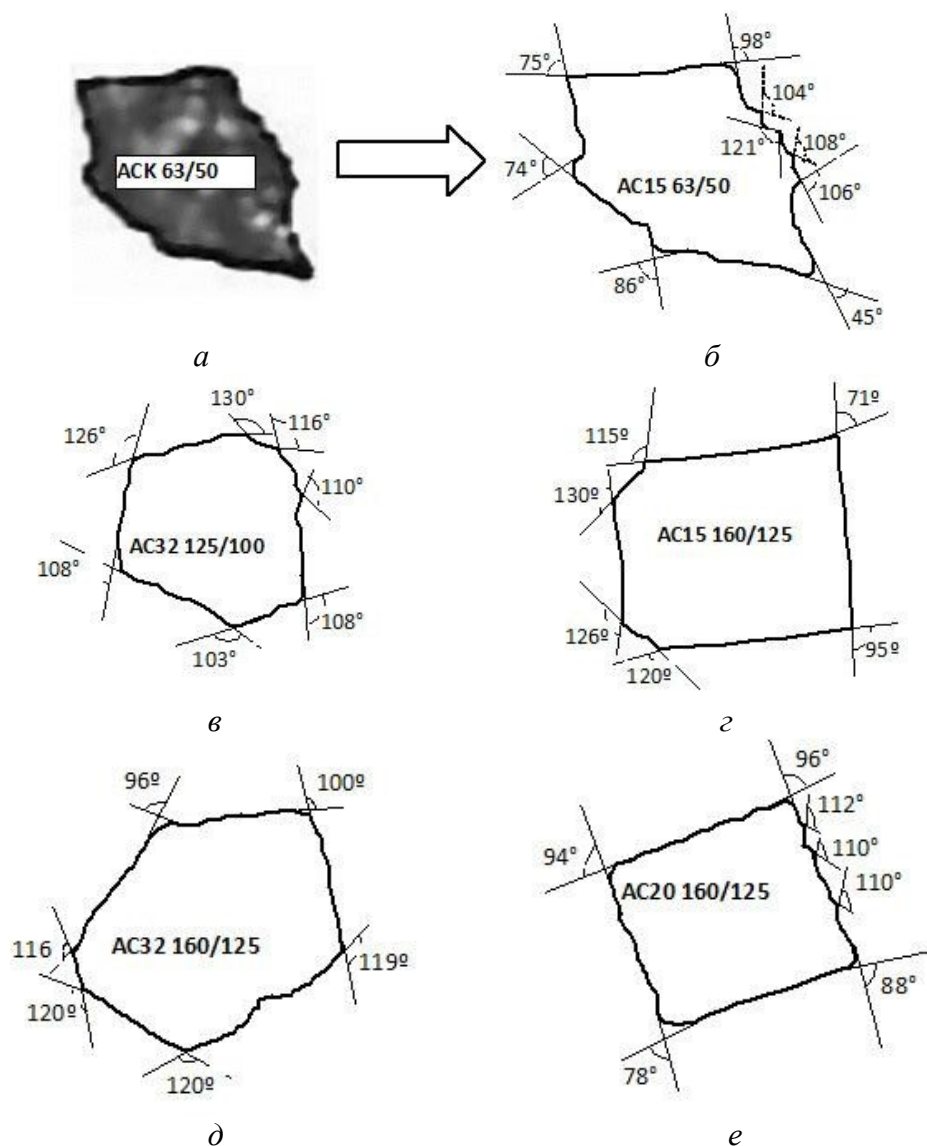 75° 98°
104°
АСК 63/50
121° 108°
74° АС15 63/50 106°
86° 45°
а б
130° 71º
126° 116° 115º
110° 130º
АС32 125/100 АС15 160/125
108° 108° 126º 95º
103° 120º
в г
96º 100º 96°
112°
94° 110°
АС20 160/125 110°
116 АС32 160/125 119º
120º 88°
120º 78°
д е